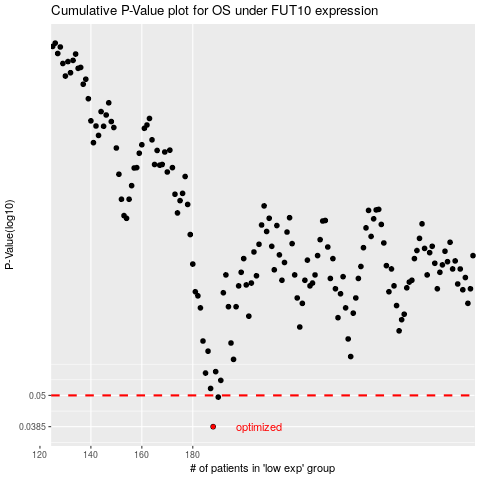 Cumulative P-Value plot for OS under FUT10 expression
P-Value(log10)
0.05
0.0385
optimized
120 140 160 180
# of patients in 'low exp' group